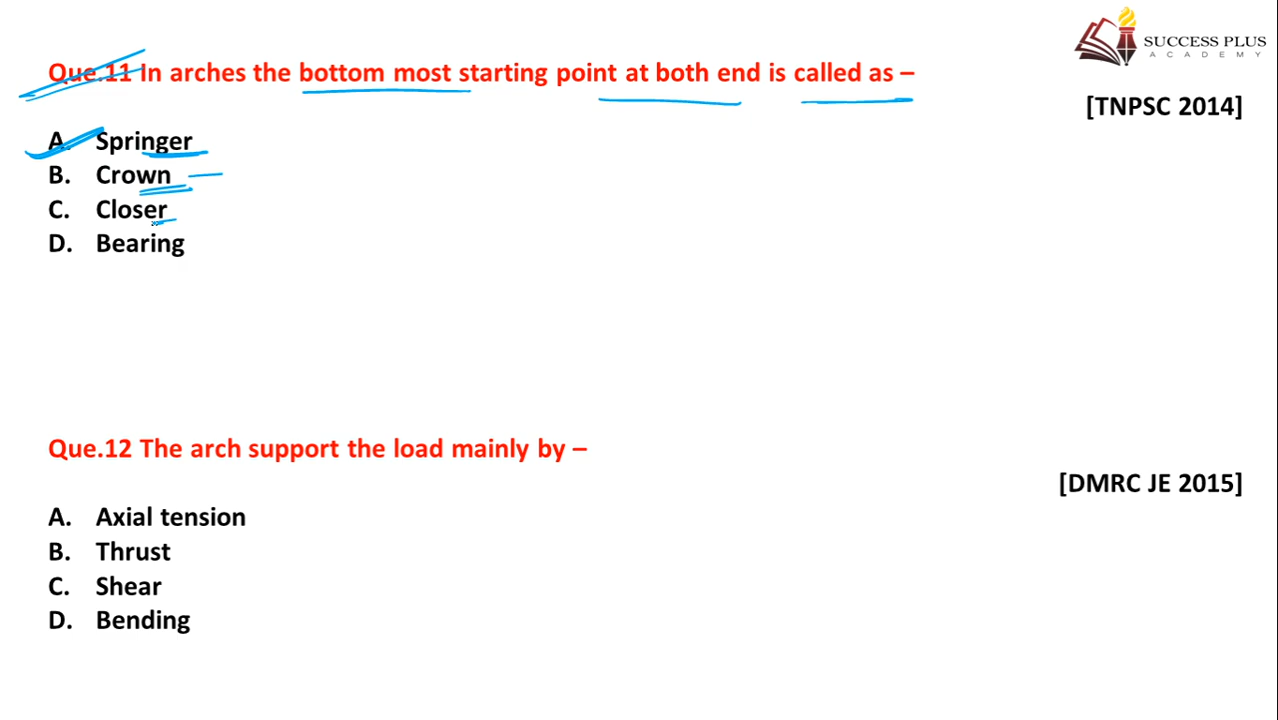 SUCCESS PLUS
ACADEMY
Que.11 In arches the bottom most starting point at both end is called as –
[TNPSC 2014]
A. Springer
B. Crown
C. Closer
D. Bearing
Que.12 The arch support the load mainly by –
[DMRC JE 2015]
A. Axial tension
B. Thrust
C. Shear
D. Bending